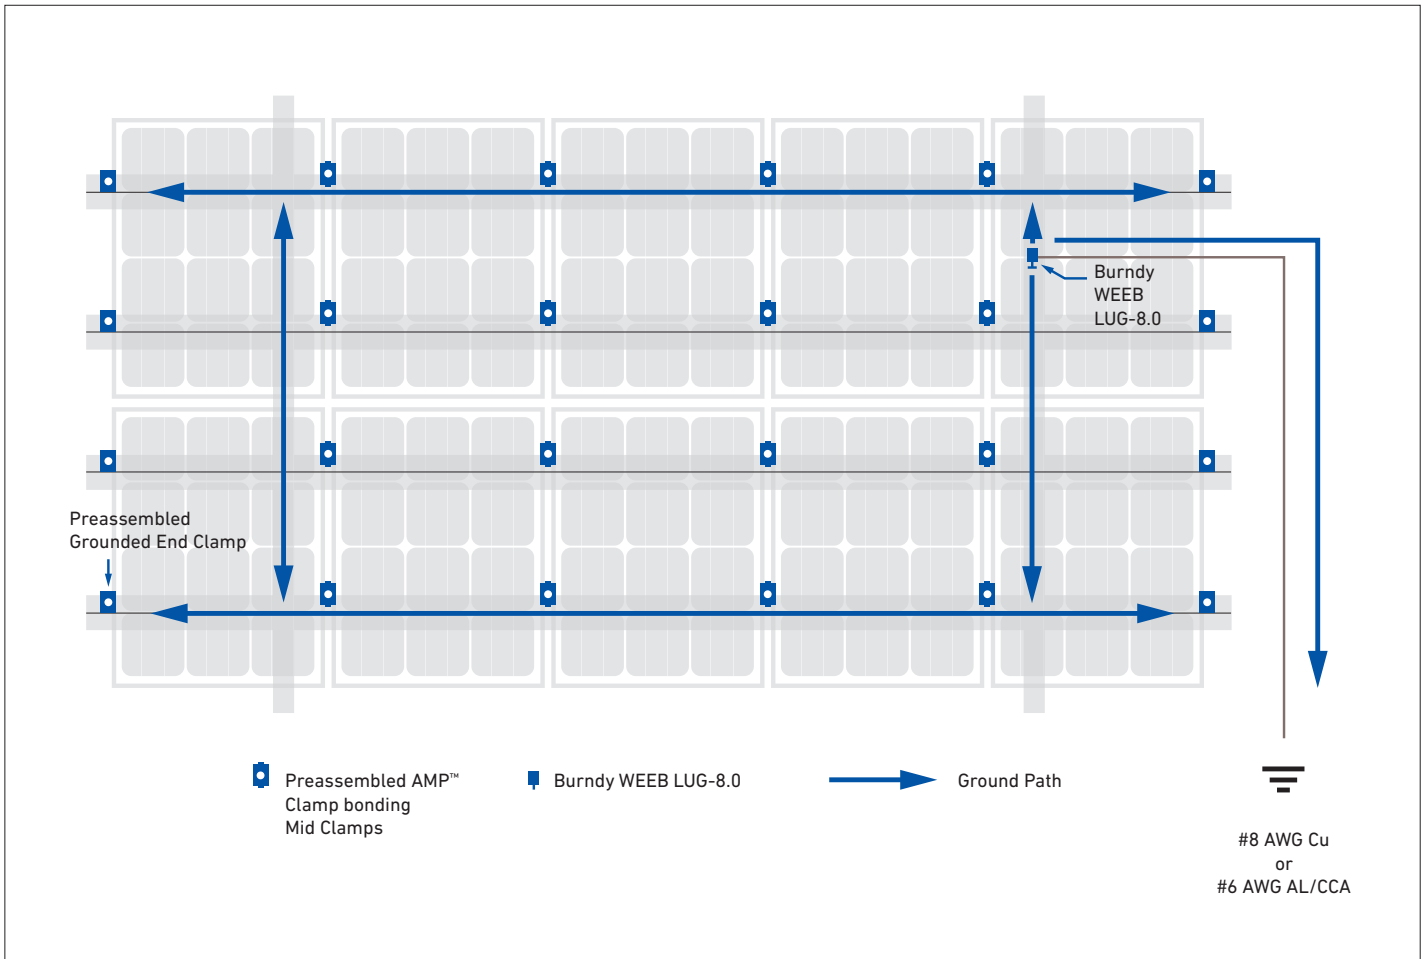 Burndy
WEEB
LUG-8.0
Preassembled
Grounded End Clamp
Preassembled AMP™
Clamp bonding
Mid Clamps
Burndy WEEB LUG-8.0
Ground Path
#8 AWG Cu
or
#6 AWG AL/CCA